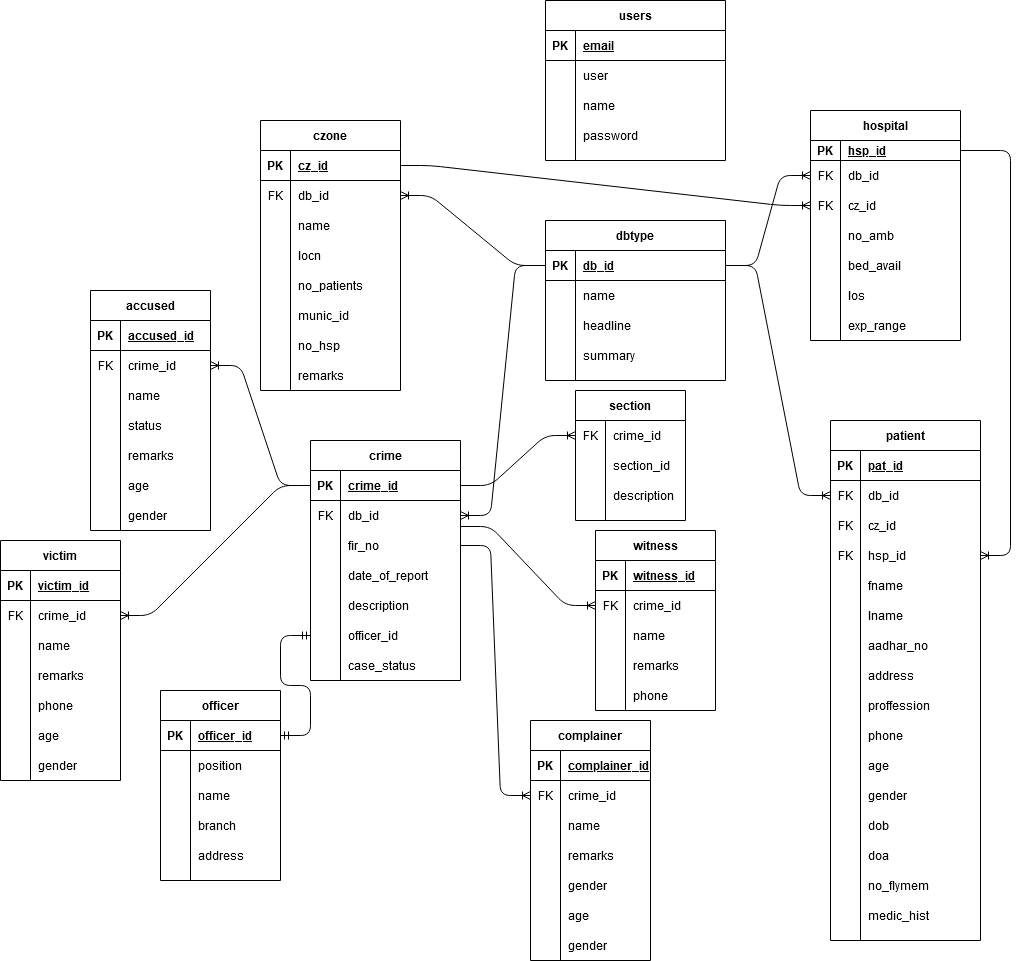 users
PK email
user
name
password
czone
PK cz_id
FK db_id
name
locn
no_patients
munic_id
no_hsp
remarks
hospital
PK hsp_id
FK db_id
FK cz_id
no_amb
bed_avail
los
exp_range
dbtype
PK db_id
name
headline
summary
accused
PK accused_id
FK crime_id
name
status
remarks
age
gender
section
FK crime_id
section_id
description
crime
PK crime_id
FK db_id
fir_no
date_of_report
description
officer_id
case_status
patient
PK pat_id
FK db_id
FK cz_id
FK hsp_id
fname
lname
aadhar_no
address
proffession
phone
age
gender
dob
doa
no_flymem
medic_hist
victim
PK victim_id
FK crime_id
name
remarks
phone
age
gender
witness
PK witness_id
FK crime_id
name
remarks
phone
officer
PK officer_id
position
name
branch
address
complainer
PK complainer_id
FK crime_id
name
remarks
gender
age
gender